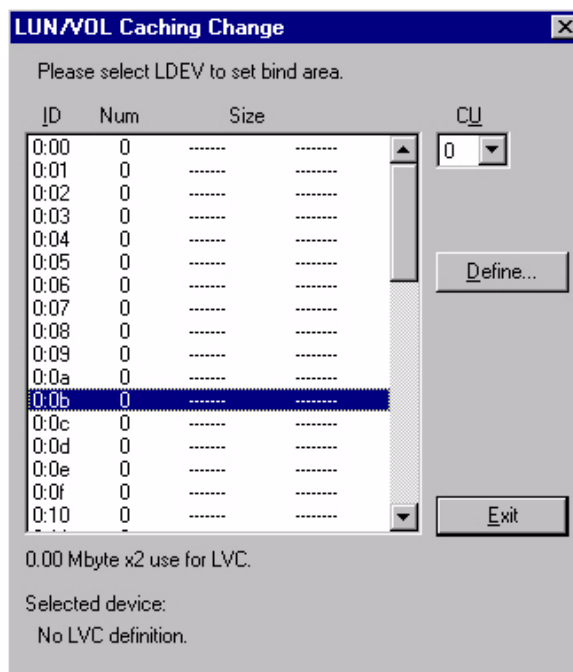 LUN/VOL Caching Change
Please select LDEV to set bind area.
ID Num Size CU
0:00 0 ------- -------- 0
0:01 0 ------- --------
0:02 0 ------- --------
0:03 0 ------- --------
0:04 0 ------- --------
0:05 0 ------- --------
0:06 0 ------- -------- Define...
0:07 0 ------- --------
0:08 0 ------- --------
0:09 0 ------- --------
0:0a 0 ------- --------
0:0b 0 ------- --------
0:0c 0 ------- --------
0:0d 0 ------- --------
0:0e 0 ------- --------
0:0f 0 ------- --------
0:10 0 ------- -------- Exit
0.00 Mbyte x2 use for LVC.
Selected device:
No LVC definition.